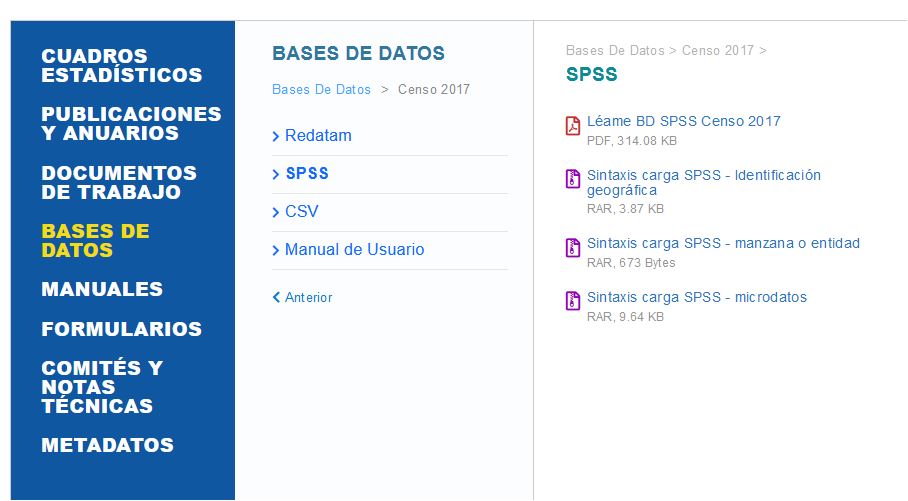 CUADROS
ESTADÍSTICOS
PUBLICACIONES
Y ANUARIOS
DOCUMENTOS
DE TRABAJO
BASES DE
DATOS
MANUALES
FORMULARIOS
COMITÉS Y
NOTAS
TÉCNICAS
METADATOS
BASES DE DATOS
Bases De Datos > Censo 2017
Redatam
SPSS
CSV
Manual de Usuario
Anterior
Bases De Datos > Censo 2017 >
SPSS
Léame BD SPSS Censo 2017
PDF, 314.08 KB
Sintaxis carga SPSS - Identificación
geográfica
RAR, 3.87 KB
Sintaxis carga SPSS - manzana o entidad
RAR, 673 Bytes
Sintaxis carga SPSS - microdatos
RAR, 9.64 KB